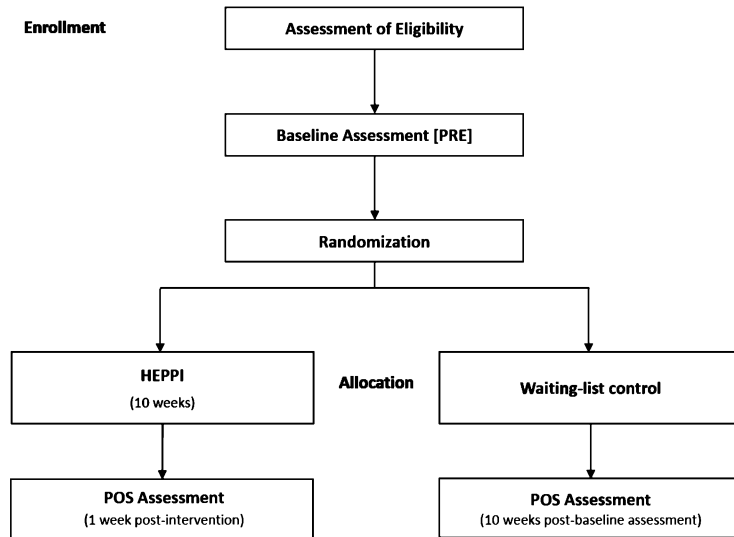 Enrollment
Assessment of Eligibility
Baseline Assessment [PRE]
Randomization
HEPPI
(10 weeks)
Allocation
Waiting-list control
POS Assessment
(1 week post-intervention)
POS Assessment
(10 weeks post-baseline assessment)